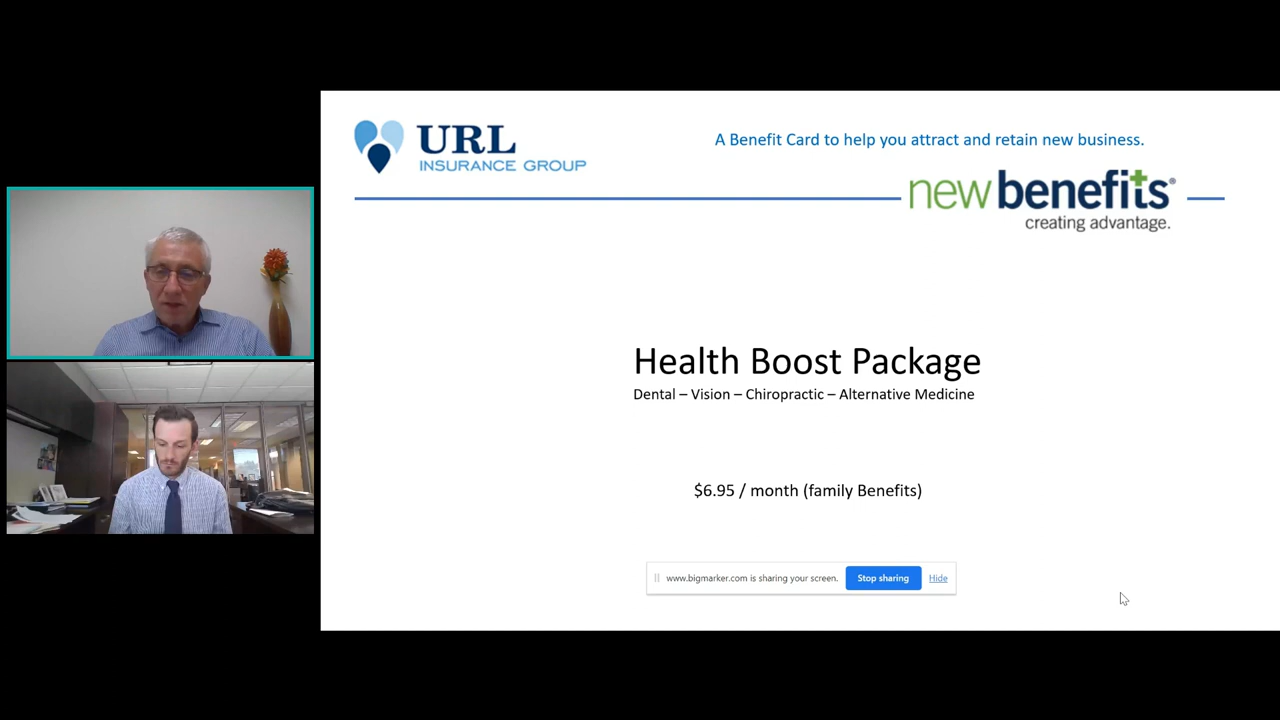 URL
INSURANCE GROUP
A Benefit Card to help you attract and retain new business.
newbenefits®
creating advantage.
Health Boost Package
Dental – Vision – Chiropractic – Alternative Medicine
$6.95 / month (family Benefits)
www.bigmarker.com is sharing your screen. Stop sharing Hide